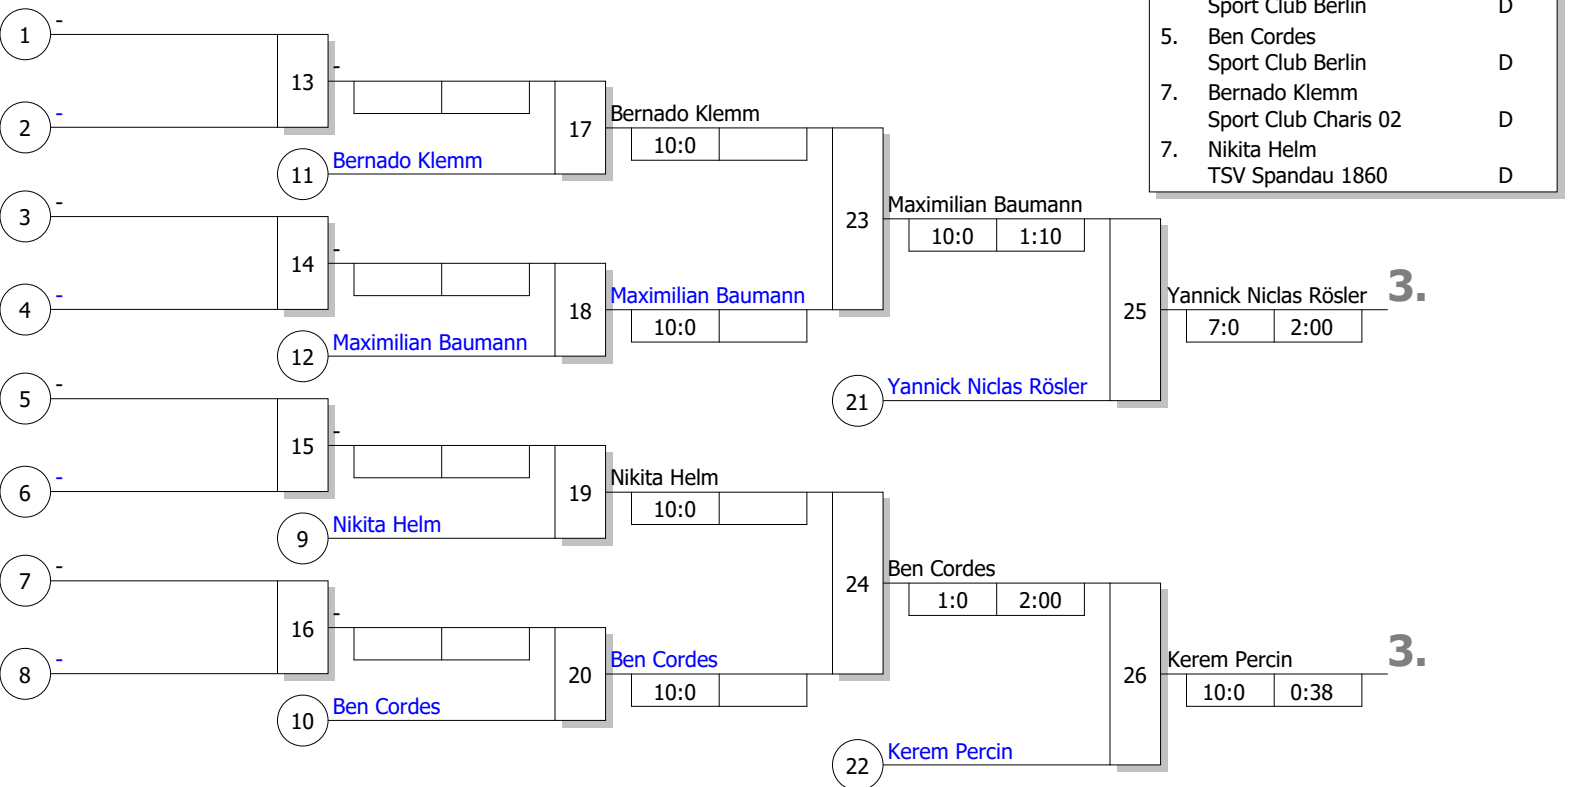 Sport Club Berlin D
5. Ben Cordes
Sport Club Berlin D
7. Bernado Klemm
Sport Club Charis 02 D
7. Nikita Helm
TSV Spandau 1860 D
1 -
13 -
2 -
17 Bernado Klemm
10:0
11 Bernado Klemm
3 -
23 Maximilian Baumann
10:0 1:10
14 -
4 -
18 Maximilian Baumann
10:0
12 Maximilian Baumann
25 Yannick Niclas Rösler 3.
7:0 2:00
5 -
21 Yannick Niclas Rösler
15 -
6 -
19 Nikita Helm
10:0
9 Nikita Helm
7 -
24 Ben Cordes
1:0 2:00
16 -
8 -
20 Ben Cordes
10:0
10 Ben Cordes
26 Kerem Percin 3.
10:0 0:38
22 Kerem Percin